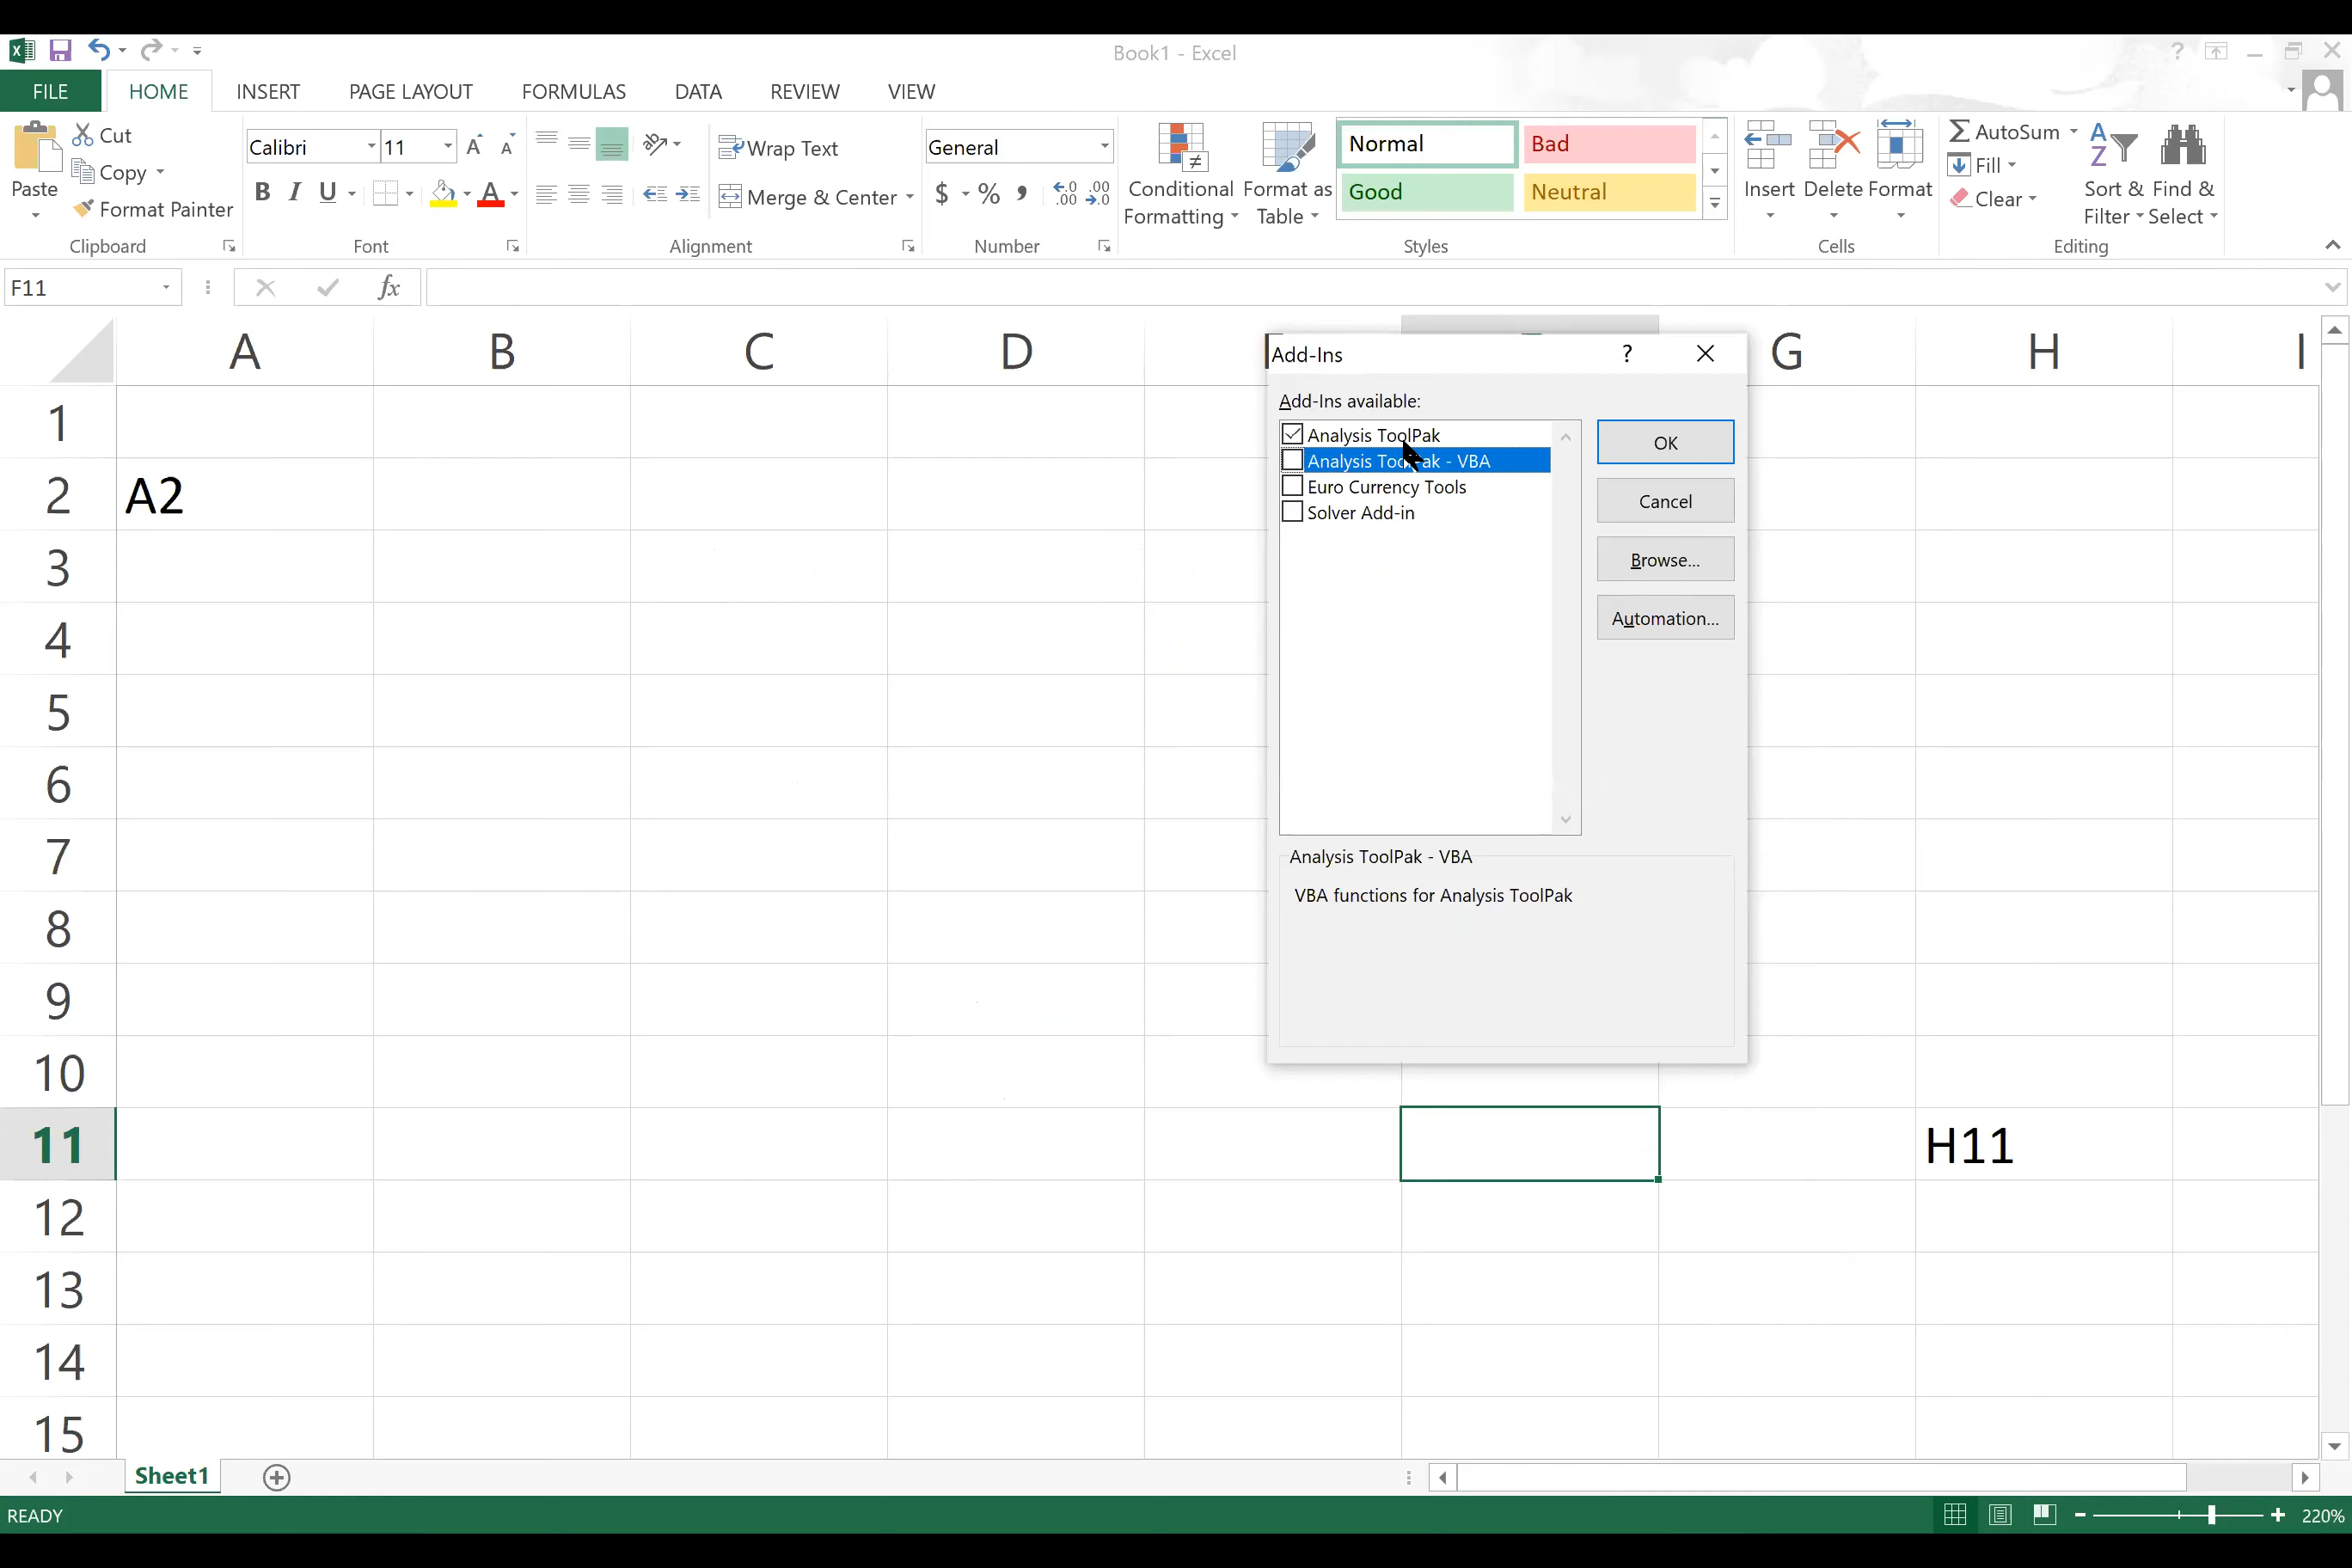 Book1 - Excel
FILE HOME INSERT PAGE LAYOUT FORMULAS DATA REVIEW VIEW
Paste
Cut
Copy
Format Painter
Clipboard
Calibri 11
B I U
Font
Wrap Text
Merge & Center
Alignment
General
$ % ,
Number
Conditional Formatting
Format as Table
Normal Bad
Good Neutral
Styles
Insert Delete Format
Cells
AutoSum
Fill
Clear
Sort & Filter
Find & Select
Editing
F11
fx
A B C D G H I
1
2 A2
3
4
5
6
7
8
9
10
11 H11
12
13
14
15
Add-Ins ?
Add-Ins available:
Analysis ToolPak
Analysis ToolPak - VBA
Euro Currency Tools
Solver Add-in
OK
Cancel
Browse...
Automation...
Analysis ToolPak - VBA
VBA functions for Analysis ToolPak
Sheet1
READY
220%